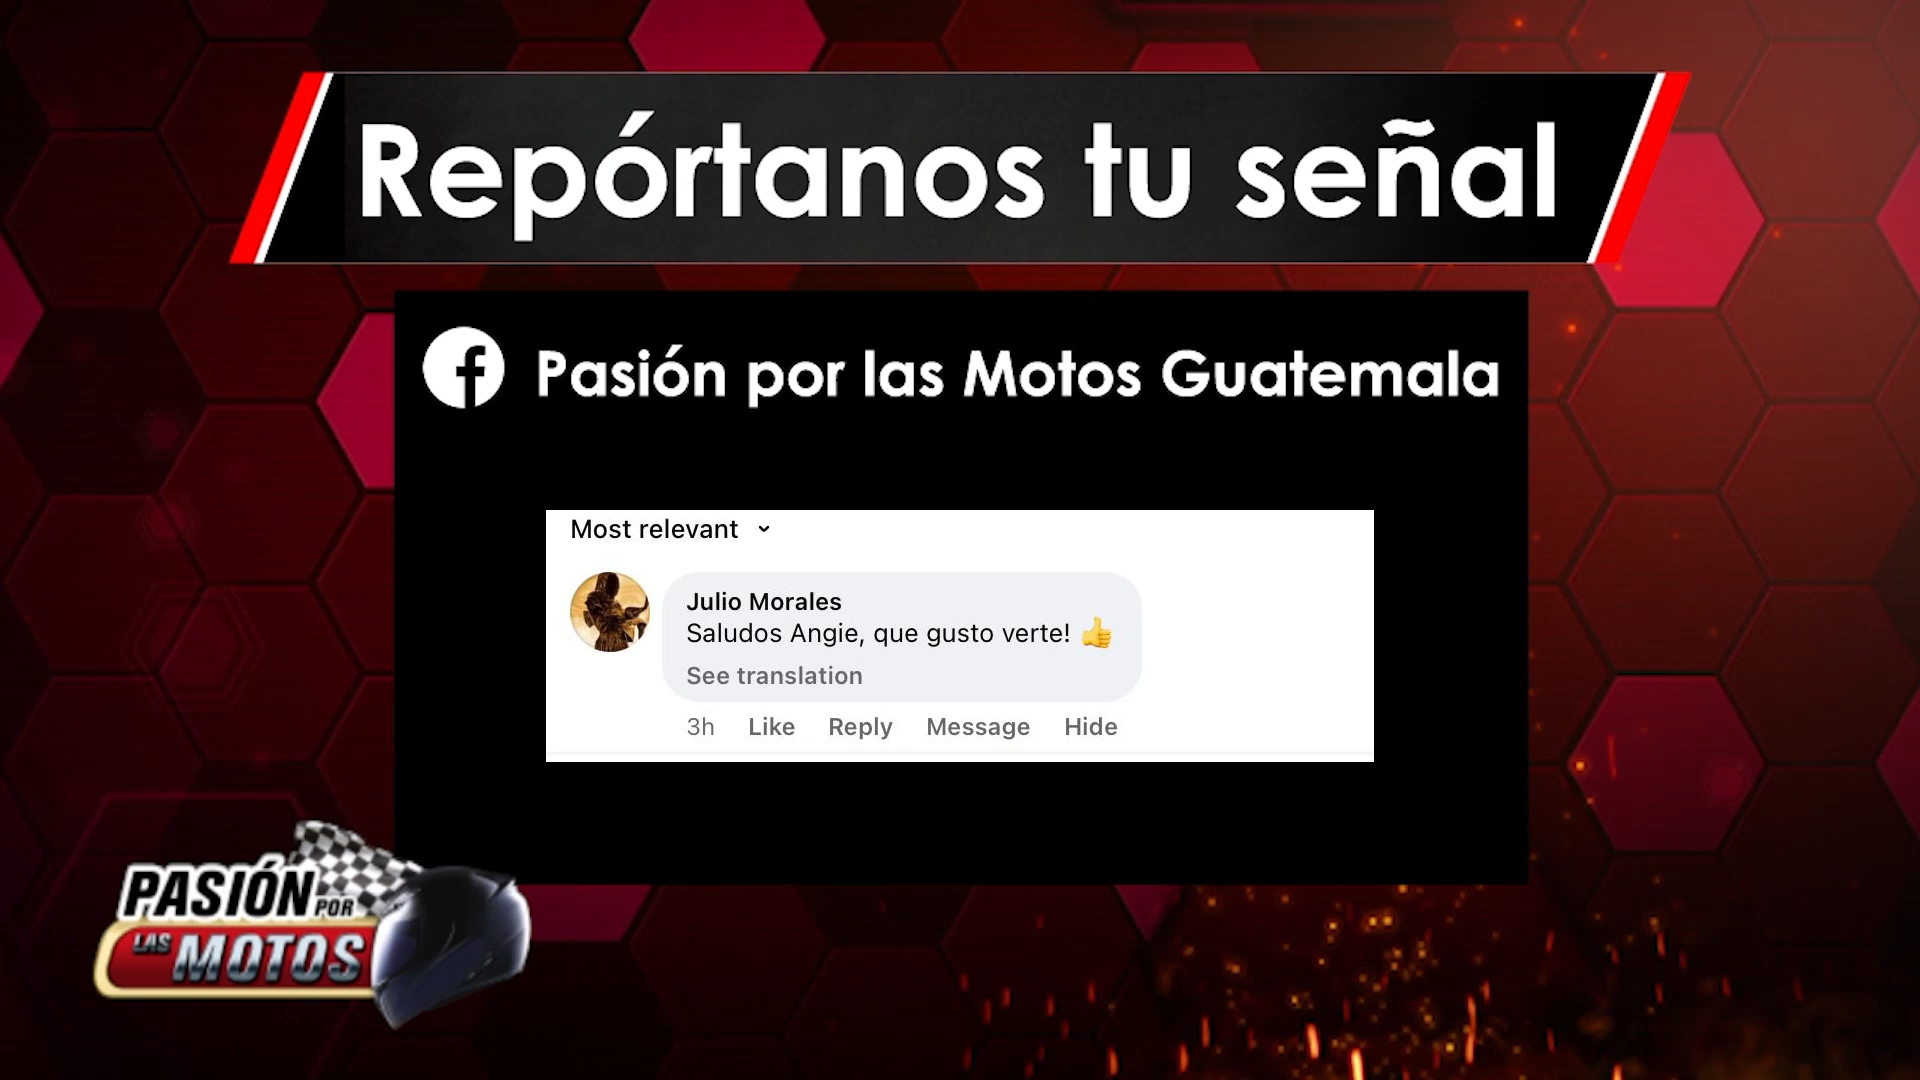 Repórtanos tu señal
Pasión por las Motos Guatemala
Most relevant
Julio Morales
Saludos Angie, que gusto verte! 👍
See translation
3h Like Reply Message Hide
PASIÓN POR
LAS MOTOS